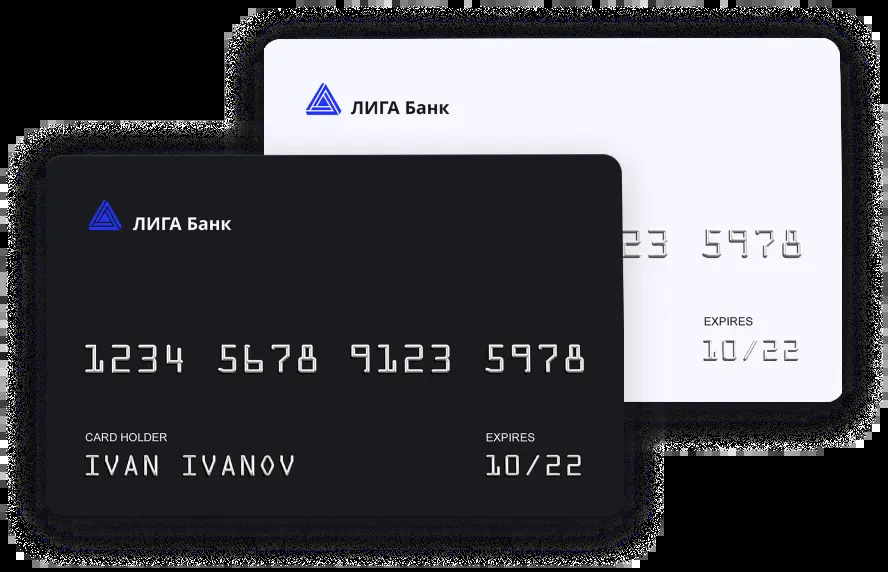 ЛИГА Банк
23 5978
EXPIRES
10/22
ЛИГА Банк
1234 5678 9123 5978
CARD HOLDER
EXPIRES
IVAN IVANOV
10/22